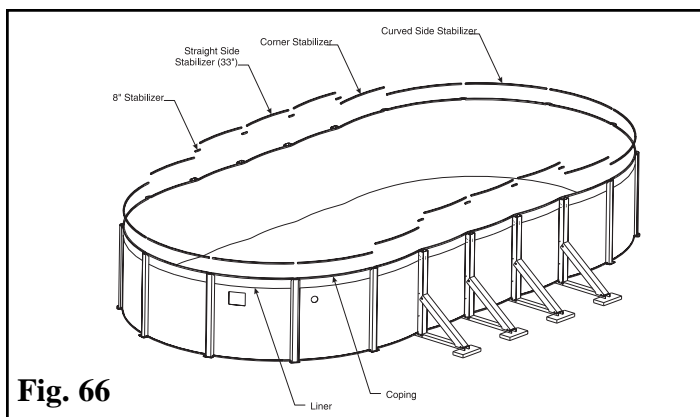 Curved Side Stabilizer
Corner Stabilizer
Straight Side
Stabilizer (33")
8" Stabilizer
Fig. 66
Liner
Coping